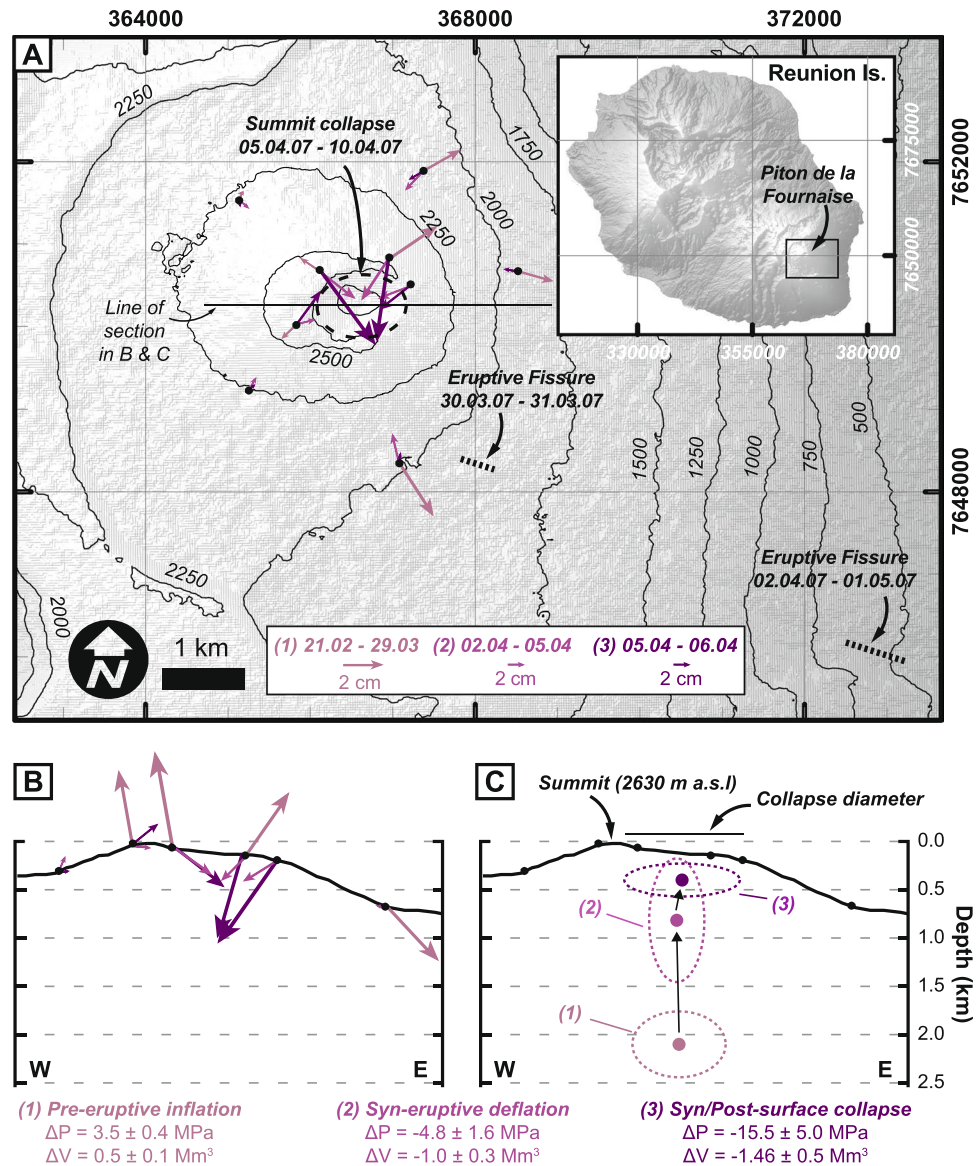 364000 368000 372000
A
Reunion Is.
2250
Summit collapse
05.04.07 - 10.04.07
1750
7652000
7675000
Piton de la
Fournaise
2000
2250
7650000
7650000
Line of
section
in B & C
2500
330000 355000 380000
Eruptive Fissure
30.03.07 - 31.03.07
1500
1250
1000
750
500
7648000
Eruptive Fissure
02.04.07 - 01.05.07
2250
2000
N
1 km
(1) 21.02 - 29.03 (2) 02.04 - 05.04 (3) 05.04 - 06.04
2 cm 2 cm 2 cm
B
W E
C
Summit (2630 m a.s.l)
Collapse diameter
0.0
0.5
1.0
1.5
2.0
2.5
Depth (km)
(2)
(3)
(1)
W E
(1) Pre-eruptive inflation
ΔP = 3.5 ± 0.4 MPa
ΔV = 0.5 ± 0.1 Mm³
(2) Syn-eruptive deflation
ΔP = -4.8 ± 1.6 MPa
ΔV = -1.0 ± 0.3 Mm³
(3) Syn/Post-surface collapse
ΔP = -15.5 ± 5.0 MPa
ΔV = -1.46 ± 0.5 Mm³